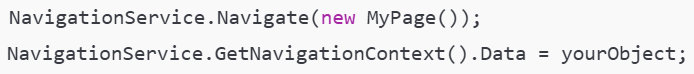 NavigationService.Navigate(new MyPage());
NavigationService.GetNavigationContext().Data = yourObject;